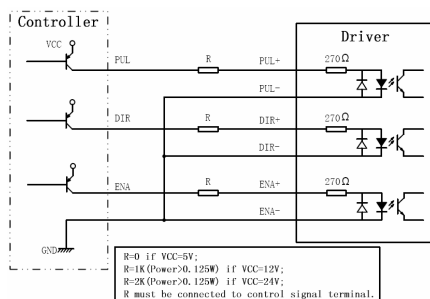 Controller
Driver
VCC
PUL
R
PUL+
270Ω
PUL-
DIR
R
DIR+
270Ω
DIR-
ENA
R
ENA+
270Ω
ENA-
GND
R=0 if VCC=5V;
R=1K(Power>0.125W) if VCC=12V;
R=2K(Power>0.125W) if VCC=24V;
R must be connected to control signal terminal.